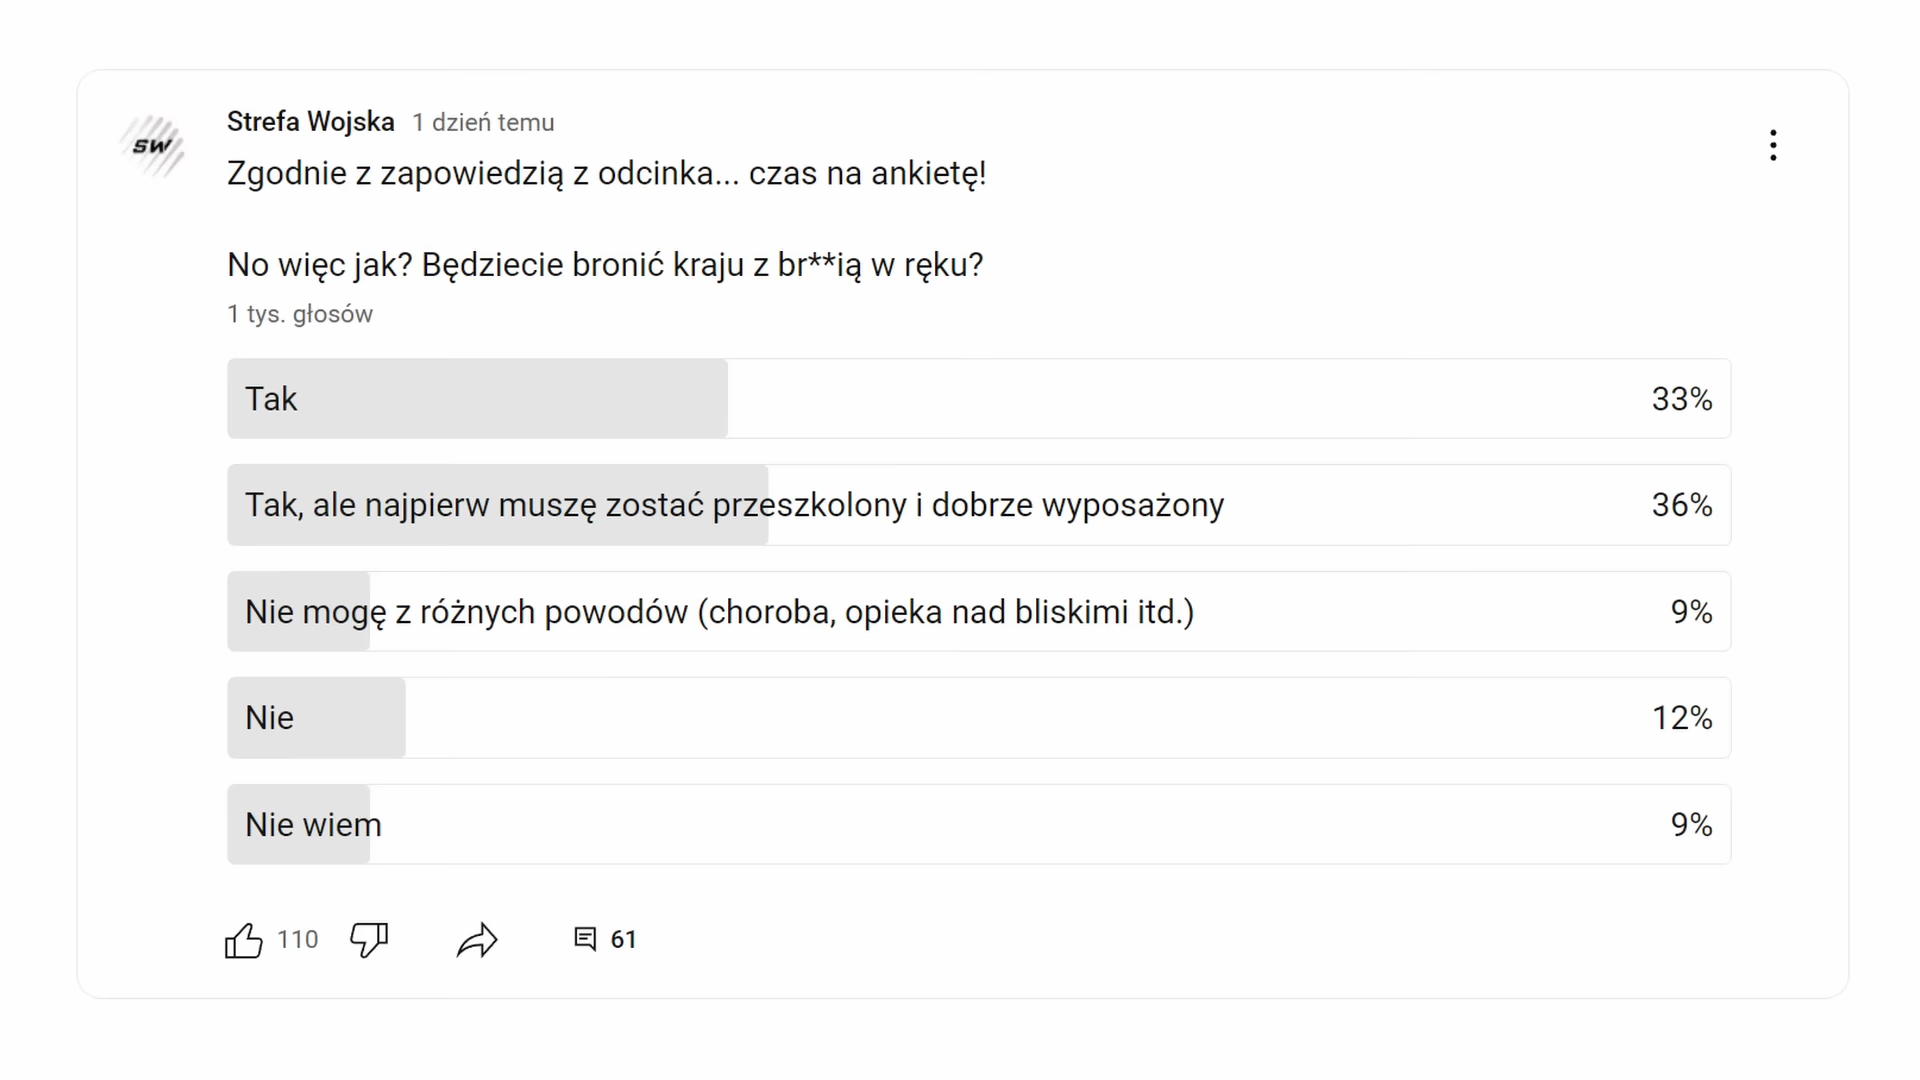 SW
Strefa Wojska 1 dzień temu
Zgodnie z zapowiedzią z odcinka... czas na ankietę!
No więc jak? Będziecie bronić kraju z br**ią w ręku?
1 tys. głosów
Tak 33%
Tak, ale najpierw muszę zostać przeszkolony i dobrze wyposażony 36%
Nie mogę z różnych powodów (choroba, opieka nad bliskimi itd.) 9%
Nie 12%
Nie wiem 9%
110 61